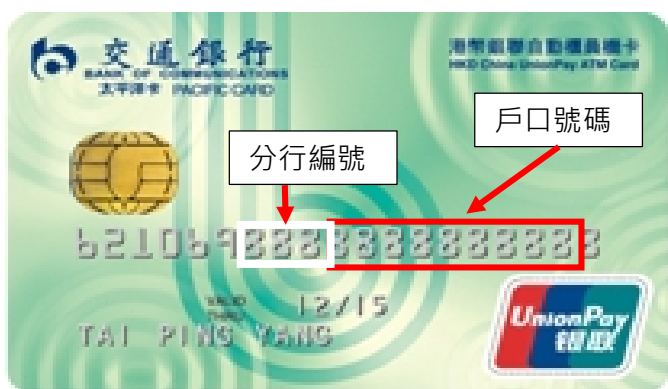 交通銀行
BANK OF COMMUNICATIONS
太平洋卡 PACIFIC CARD
港幣銀聯自動櫃員機卡
HKD China UnionPay ATM Card
戶口號碼
分行編號
6210698888888888888
VALID THRU 12/15
TAI PING YANG
UnionPay
银联